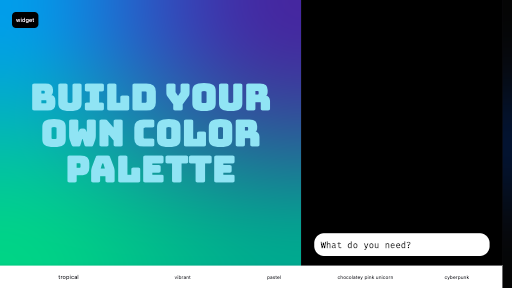 widget
BUILD YOUR
OWN COLOR
PALETTE
What do you need?
tropical vibrant pastel chocolatey pink unicorn cyberpunk